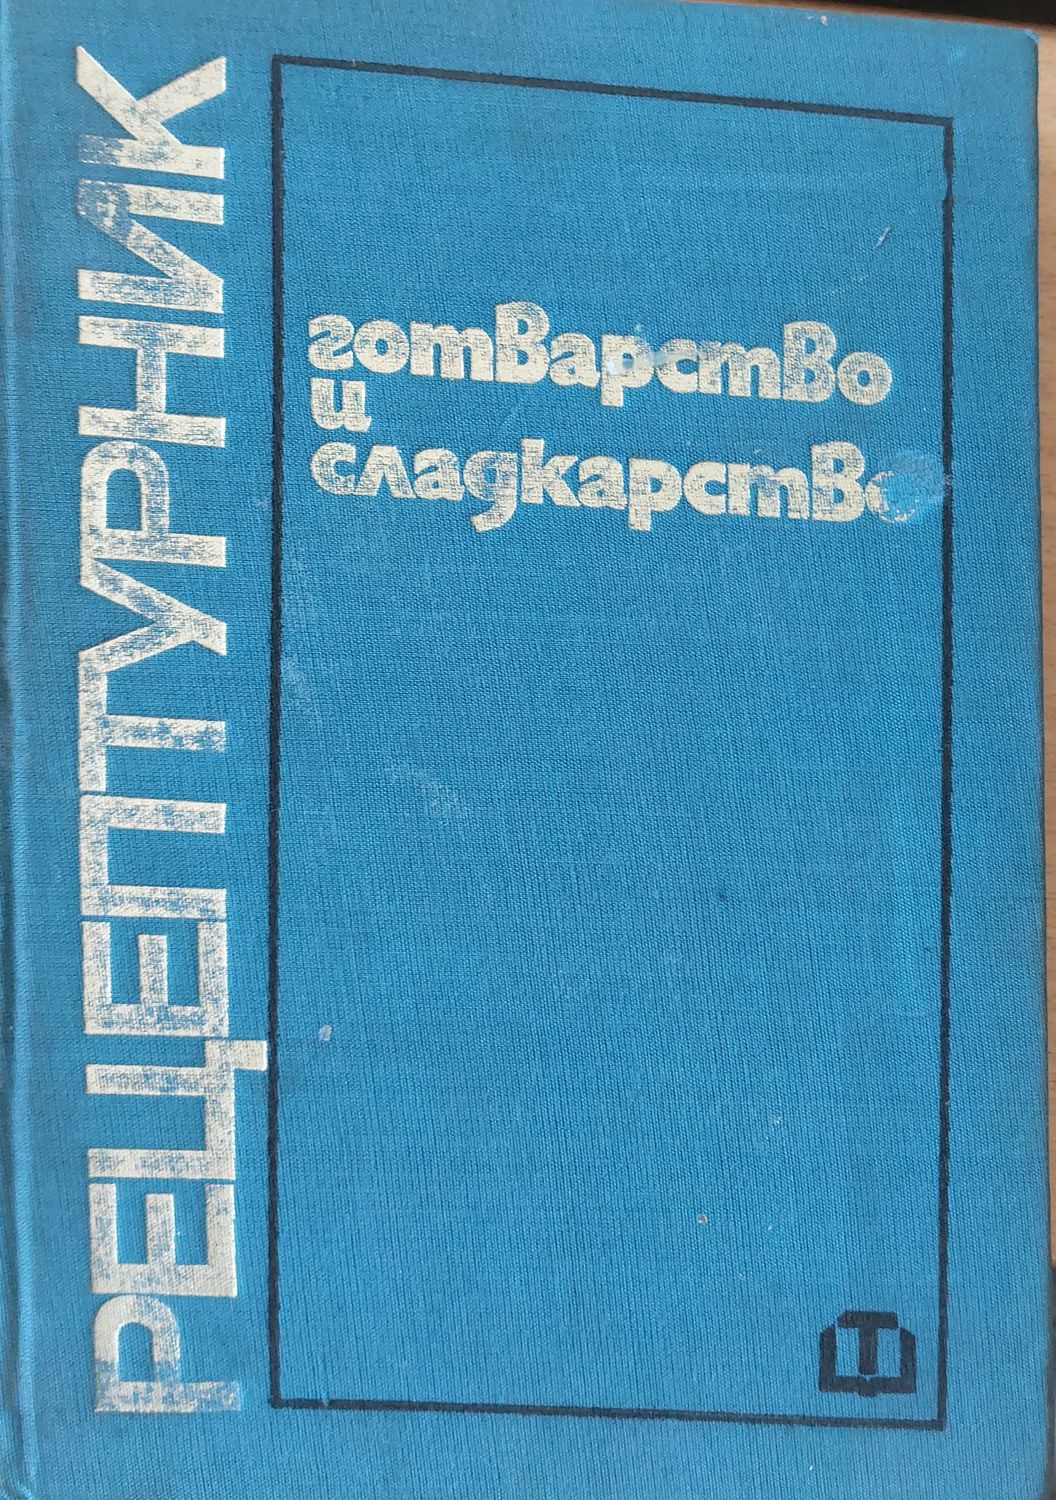 РЕЦЕПТУРНИК
готварство
и
сладкарство
Т